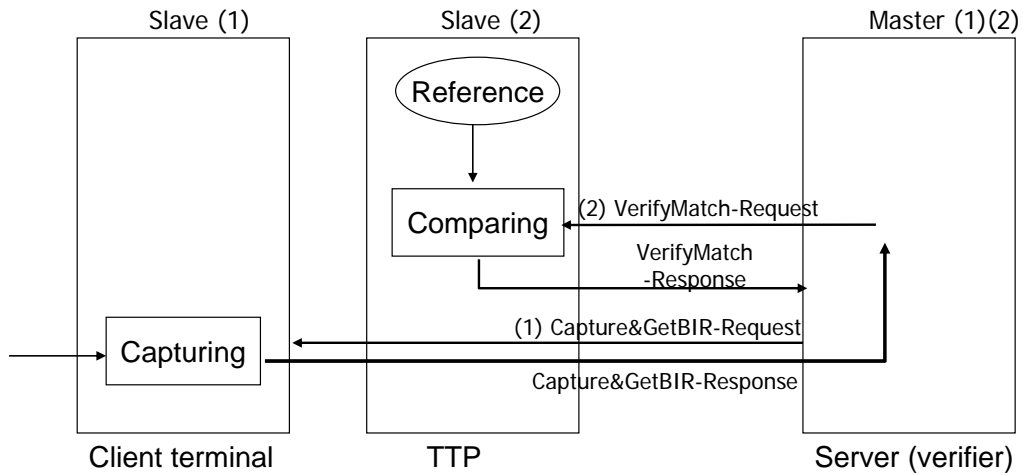 Slave (1)
Slave (2)
Master (1)(2)
Reference
Comparing
(2) VerifyMatch-Request
VerifyMatch
-Response
(1) Capture&GetBIR-Request
Capturing
Capture&GetBIR-Response
Client terminal
TTP
Server (verifier)